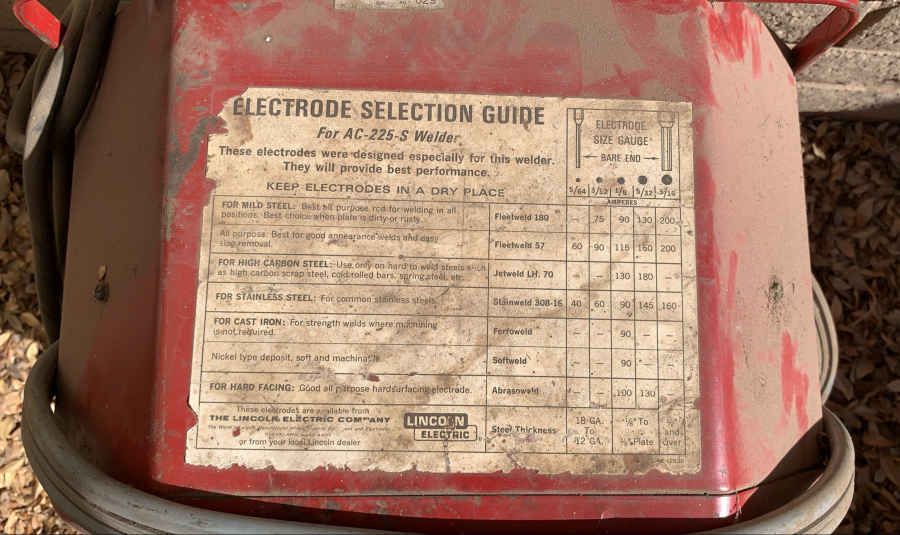 ELECTRODE SELECTION GUIDE
For AC-225-S Welder
These electrodes were designed especially for this welder.
They will provide best performance.
KEEP ELECTRODES IN A DRY PLACE
ELECTRODE
SIZE GAUGE
BARE END
5/64 3/32 1/8 5/32 3/16
AMPERES
FOR MILD STEEL: Best all purpose rod for welding in all
positions. Best choice when plate is dirty or rusty.
Fleetweld 180 – 75 90 130 200
All purpose. Best for good appearance welds and easy
slag removal.
Fleetweld 57 60 90 115 160 200
FOR HIGH CARBON STEEL: Use only on hard to weld steels such
as high carbon scrap steel, cold rolled bars, spring steel, etc.
Jetweld LH. 70 – – 130 180 –
FOR STAINLESS STEEL: For common stainless steels
Stainweld 308-16 40 60 90 145 160
FOR CAST IRON: For strength welds where machining
is not required.
Ferroweld – – 90 – –
Nickel type deposit, soft and machinable
Softweld – – 90 – –
FOR HARD FACING: Good all purpose hardsurfacing electrode.
Abrasoweld – – 100 130 –
These electrodes are available from
THE LINCOLN ELECTRIC COMPANY
or from your local Lincoln dealer
LINCOLN
ELECTRIC
Steel Thickness
18 GA.
To
12 GA.
To
Plate
and
over